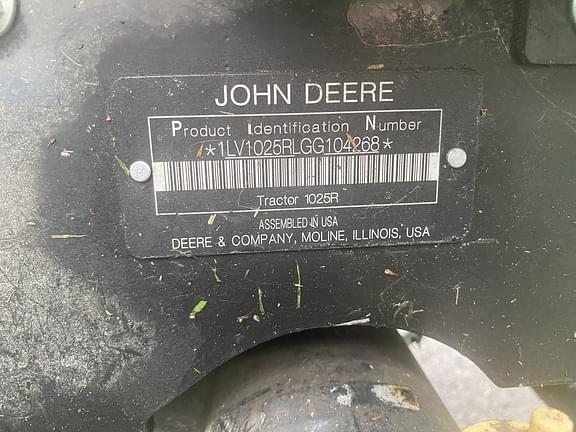 JOHN DEERE
Product Identification Number
*1LV1025RLGG104268*
Tractor 1025R
ASSEMBLED IN USA
DEERE & COMPANY, MOLINE, ILLINOIS, USA